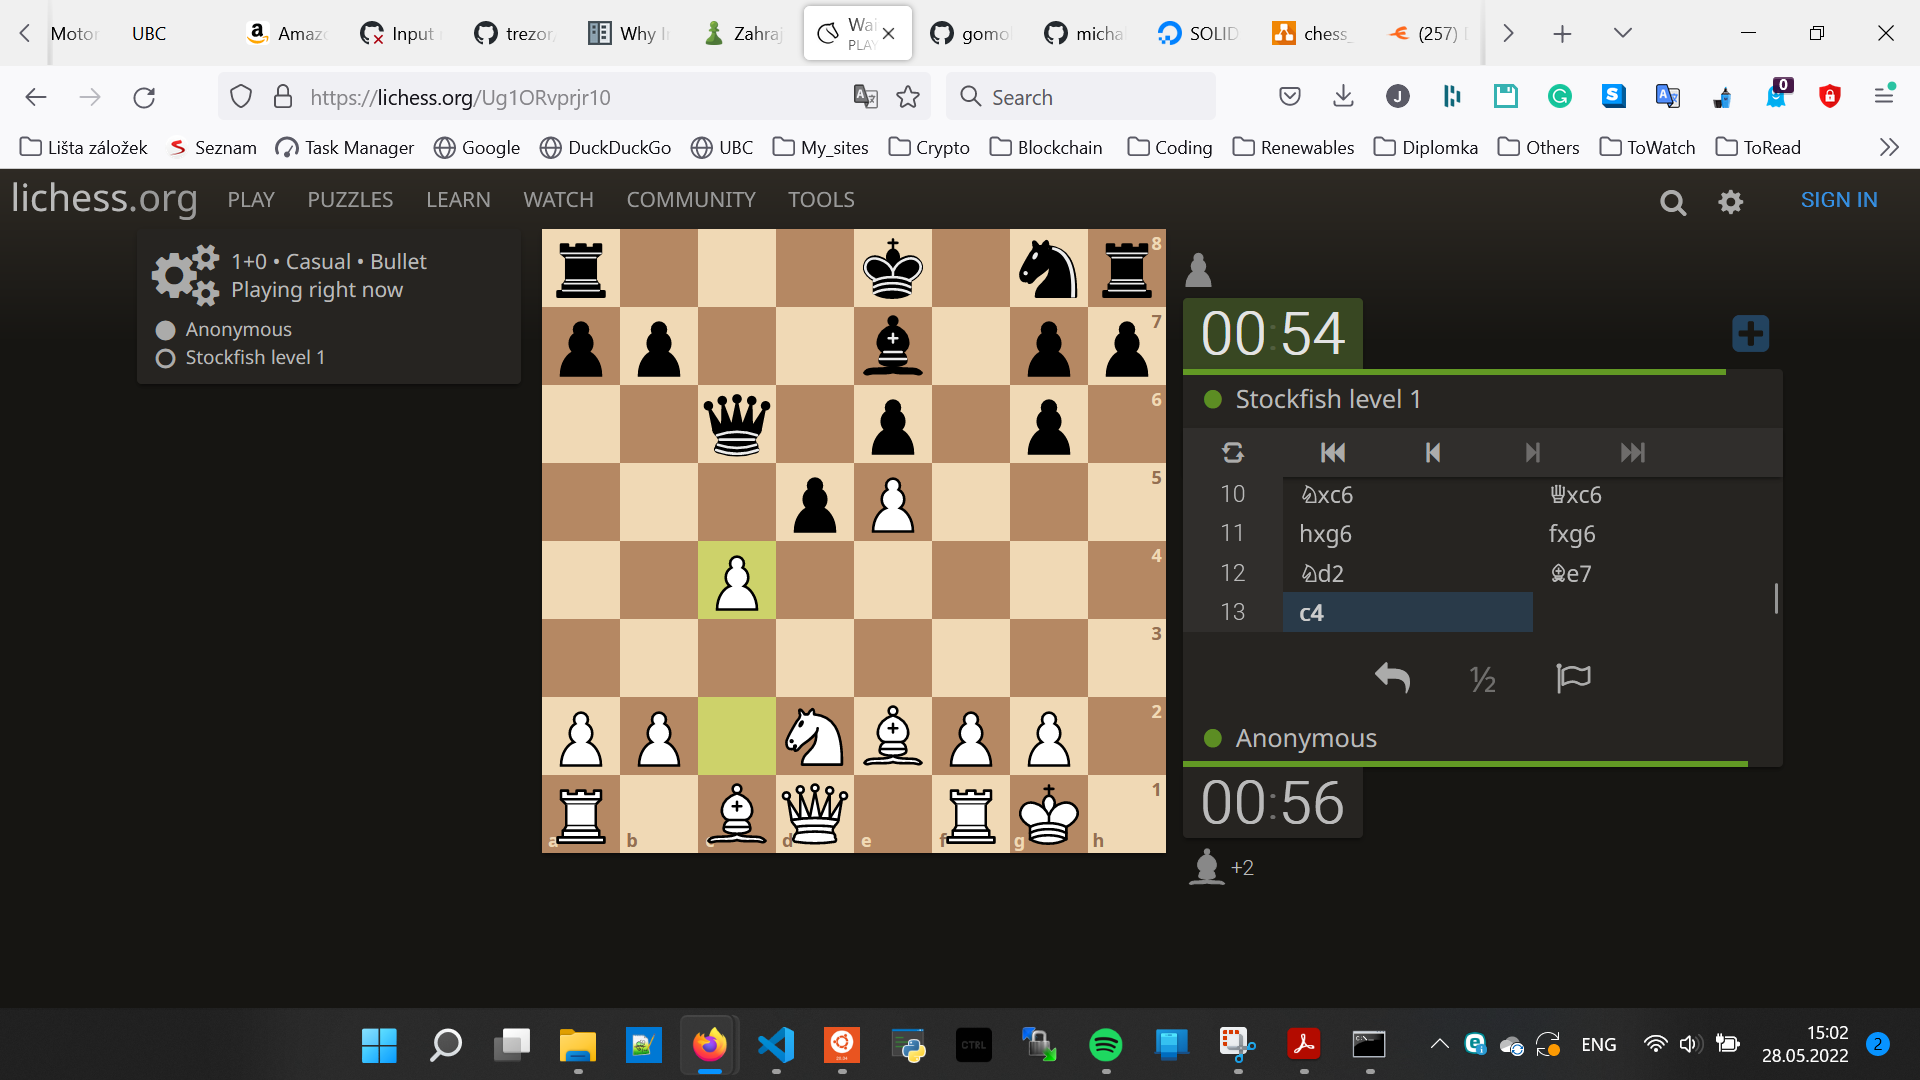 Motor
UBC
Amaz
Input
trezor/
Why I
Zahraj
Wai
PLAY
gomo
micha
SOLID
chess_
(257)
https://lichess.org/Ug1ORvprjr10
Search
J
S
0
Lišta záložek
Seznam
Task Manager
Google
DuckDuckGo
UBC
My_sites
Crypto
Blockchain
Coding
Renewables
Diplomka
Others
ToWatch
ToRead
lichess.org
PLAY
PUZZLES
LEARN
WATCH
COMMUNITY
TOOLS
SIGN IN
1+0 • Casual • Bullet
Playing right now
Anonymous
Stockfish level 1
8
7
6
5
4
3
2
1
a
b
c
d
e
f
g
h
00:54
Stockfish level 1
10 ♘xc6 ♕xc6
11 hxg6 fxg6
12 ♘d2 ♗e7
13 c4
½
Anonymous
00:56
+2
CTRL
ENG
15:02
28.05.2022
2